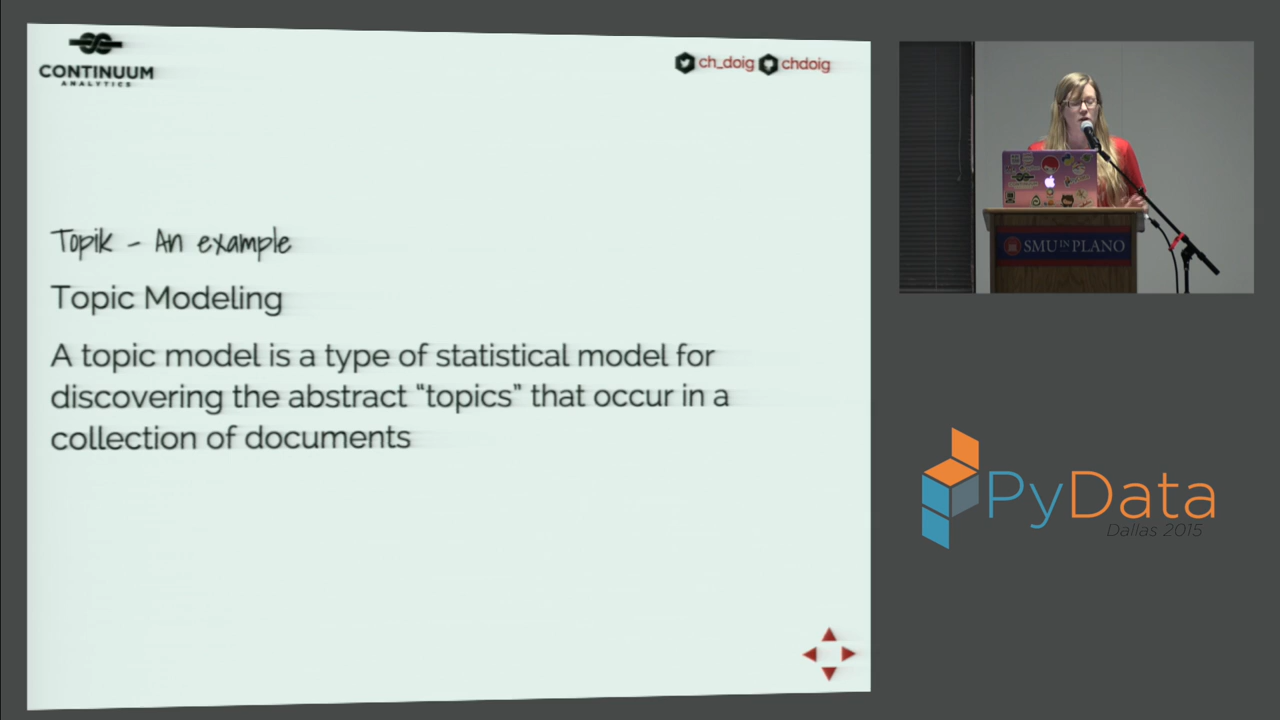 CONTINUUM
ANALYTICS
ch_doig chdoig
Topik - An example
Topic Modeling
A topic model is a type of statistical model for
discovering the abstract “topics” that occur in a
collection of documents
SMU IN PLANO
PyData
Dallas 2015